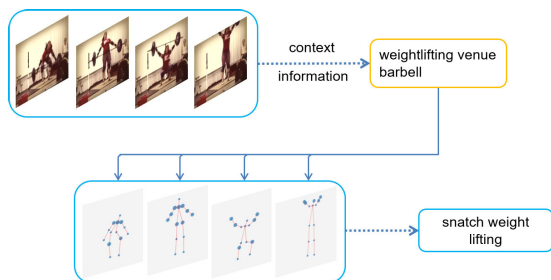 context
information
weightlifting venue
barbell
snatch weight
lifting